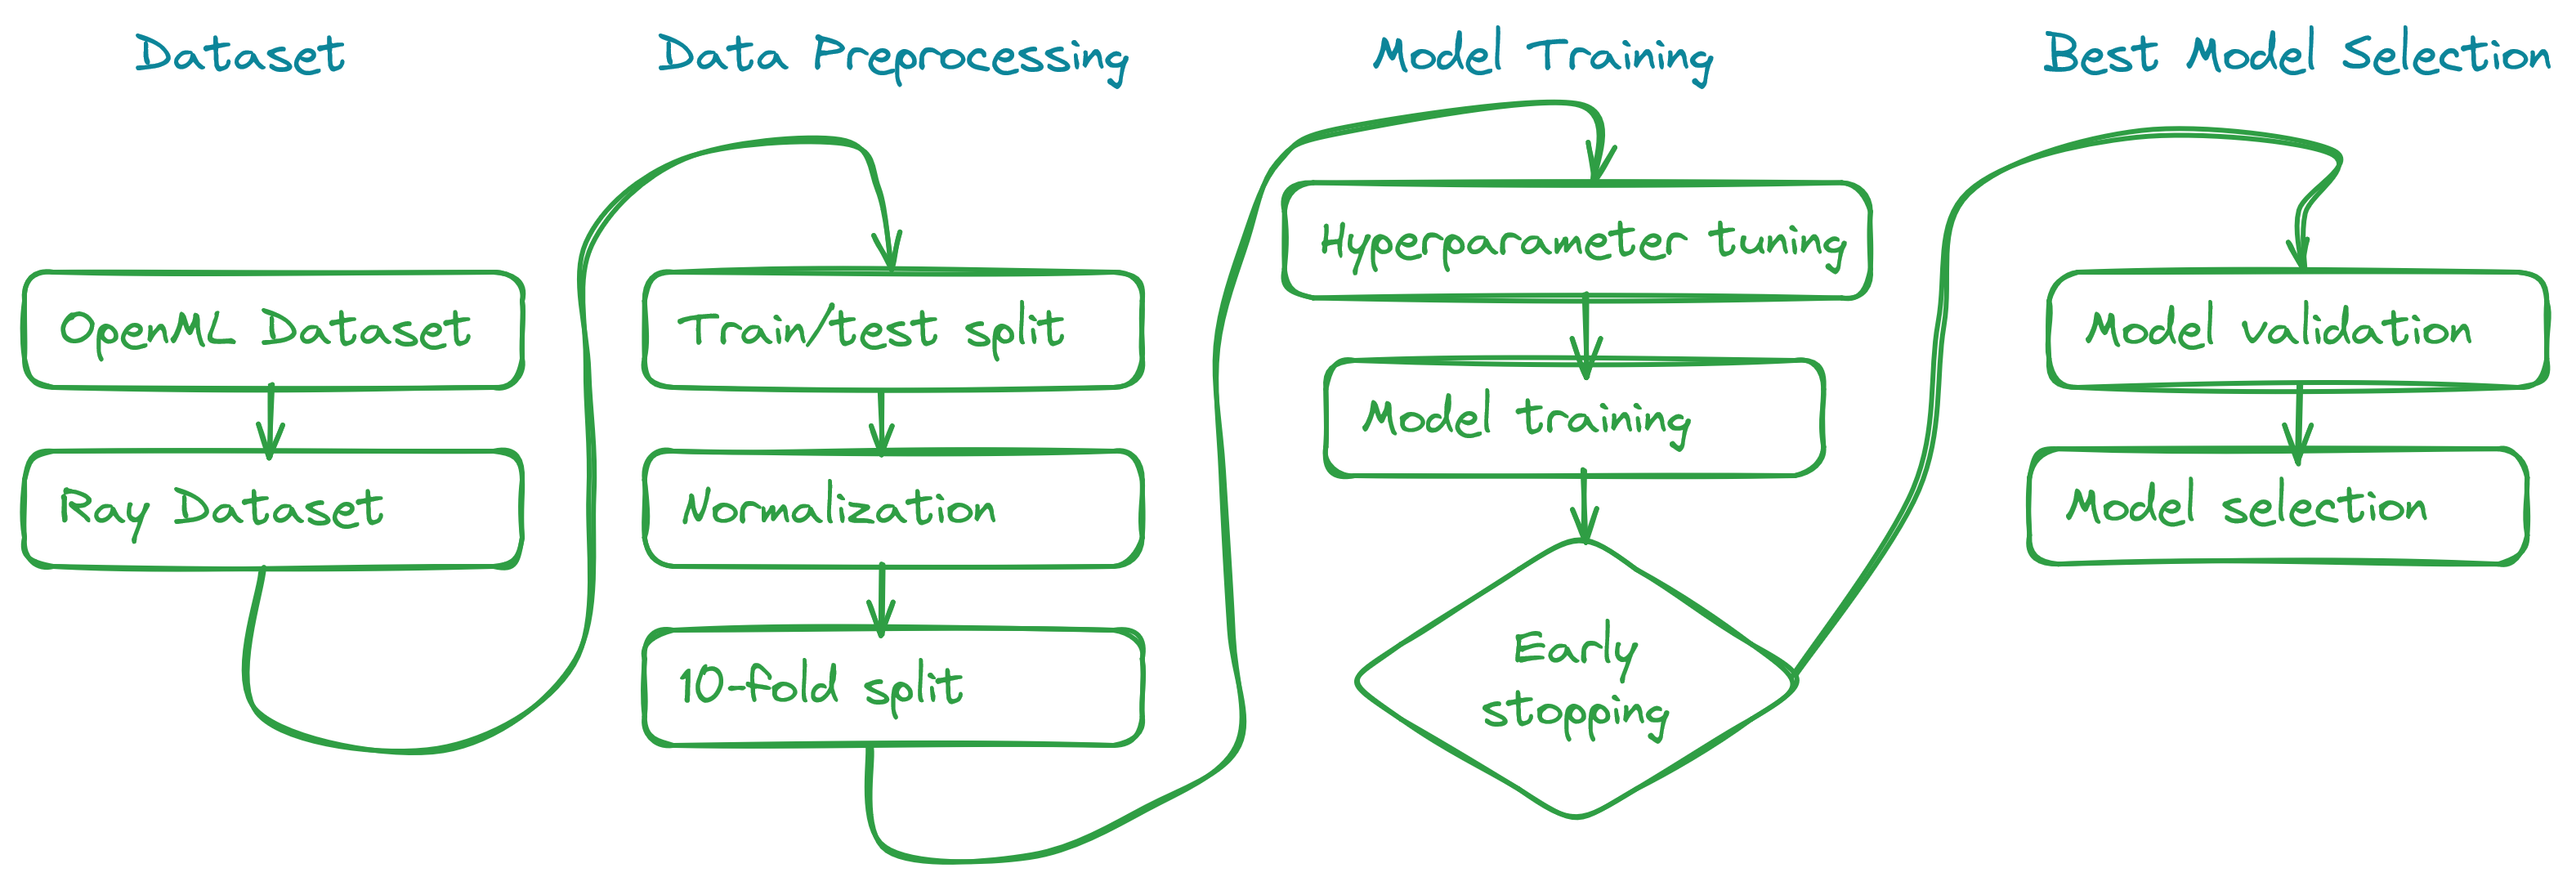 Dataset
OpenML Dataset
Ray Dataset
Data Preprocessing
Train/test split
Normalization
10-fold split
Model Training
Hyperparameter tuning
Model training
Early
stopping
Best Model Selection
Model validation
Model selection